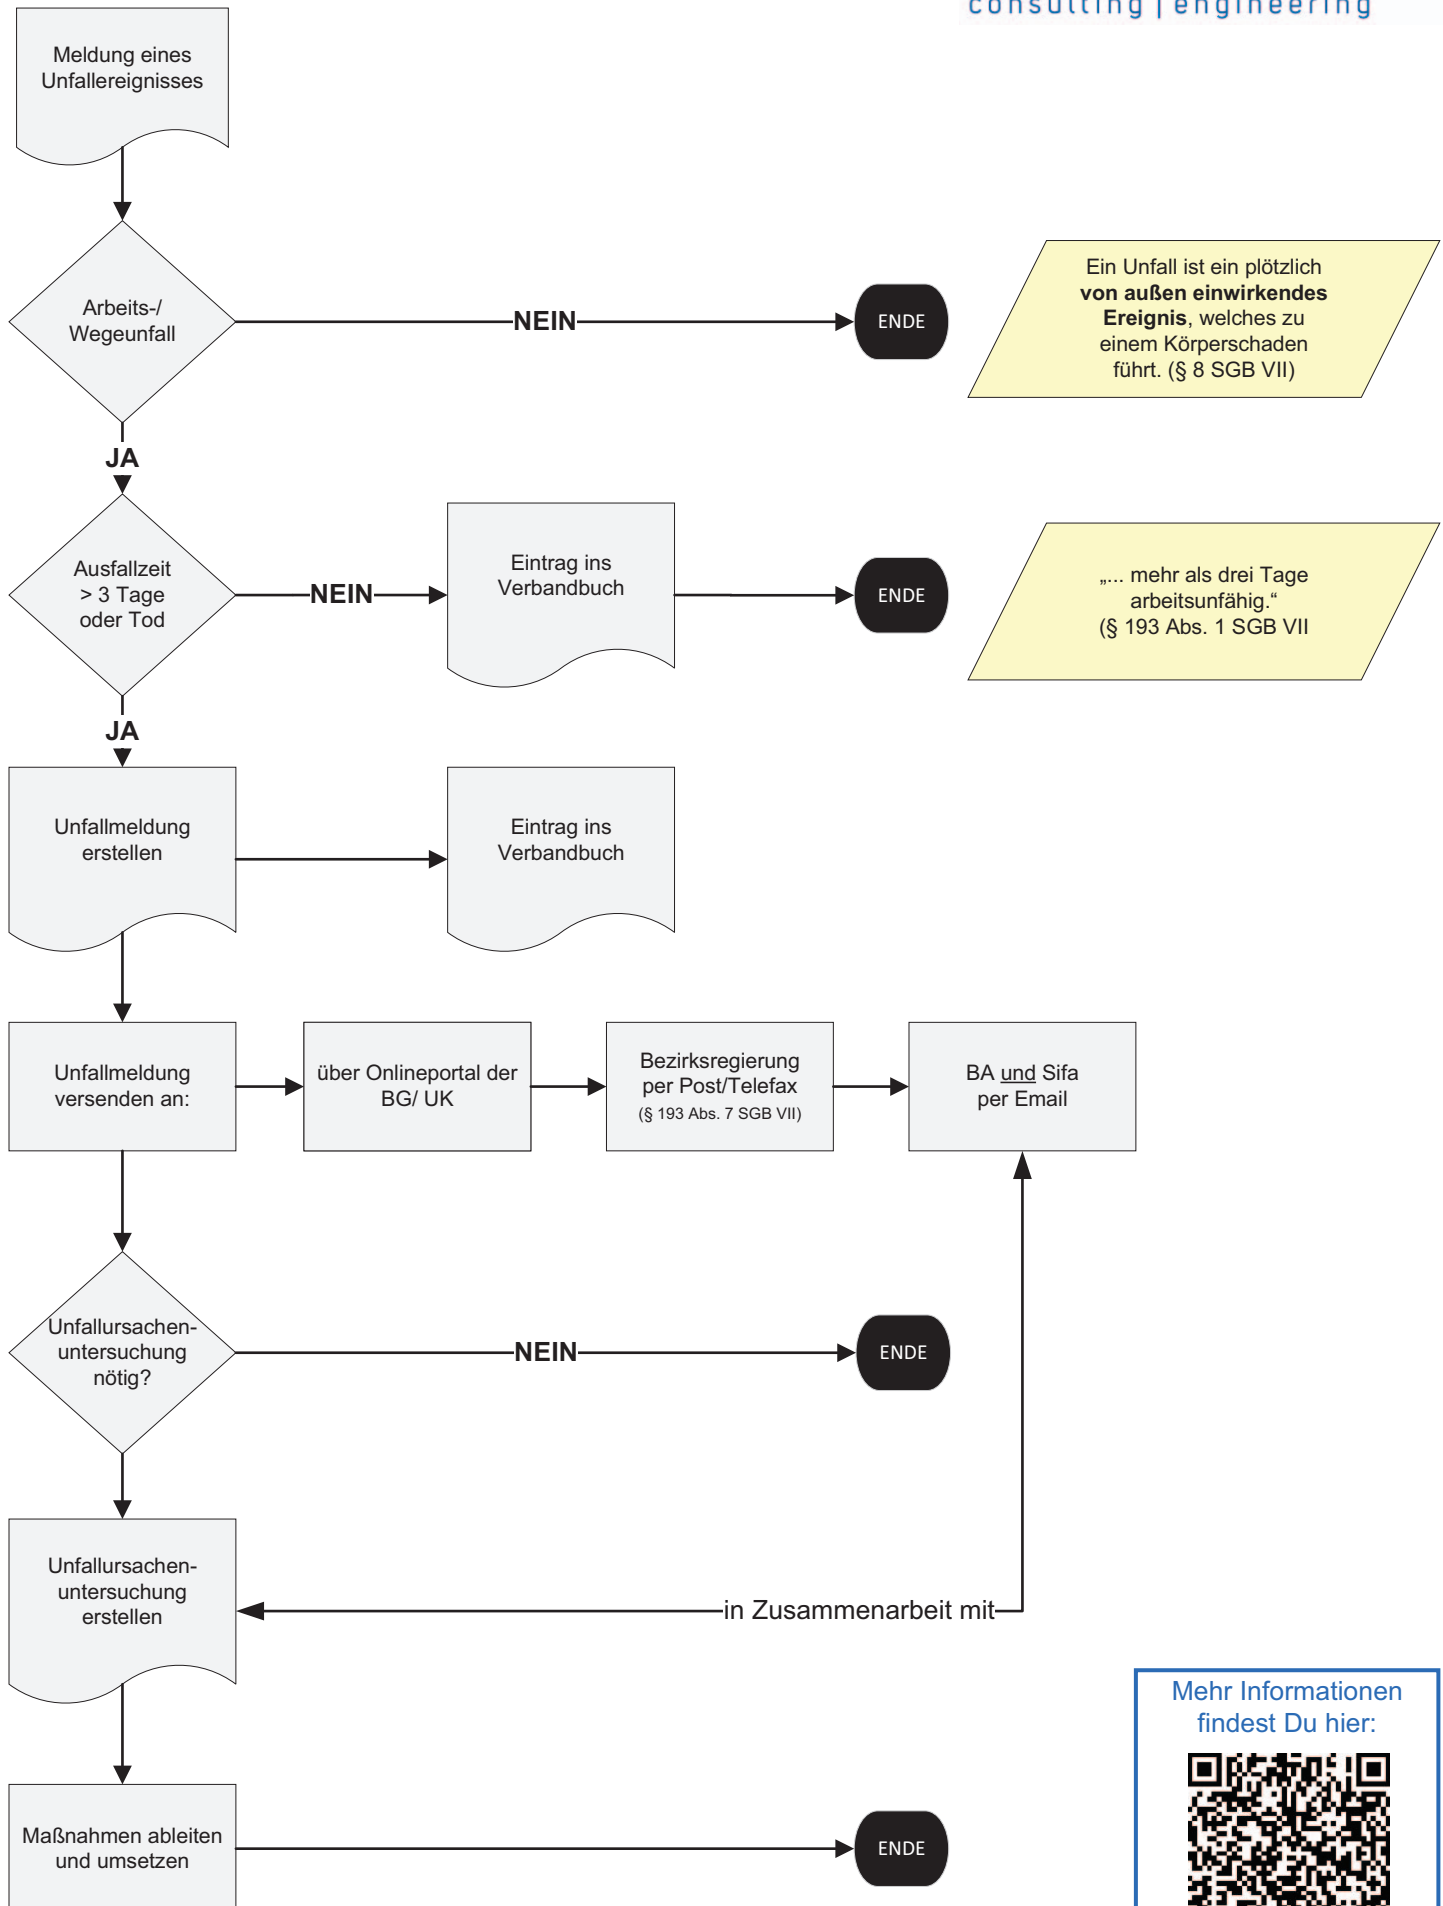 consulting | engineering
Meldung eines
Unfallereignisses
Arbeits-/
Wegeunfall
NEIN
ENDE
Ein Unfall ist ein plötzlich
von außen einwirkendes
Ereignis, welches zu
einem Körperschaden
führt. (§ 8 SGB VII)
JA
Ausfallzeit
> 3 Tage
oder Tod
NEIN
Eintrag ins
Verbandbuch
ENDE
„... mehr als drei Tage
arbeitsunfähig.“
(§ 193 Abs. 1 SGB VII
JA
Unfallmeldung
erstellen
Eintrag ins
Verbandbuch
Unfallmeldung
versenden an:
über Onlineportal der
BG/ UK
Bezirksregierung
per Post/Telefax
(§ 193 Abs. 7 SGB VII)
BA und Sifa
per Email
Unfallursachen-
untersuchung
nötig?
NEIN
ENDE
Unfallursachen-
untersuchung
erstellen
in Zusammenarbeit mit
Mehr Informationen
findest Du hier:
Maßnahmen ableiten
und umsetzen
ENDE